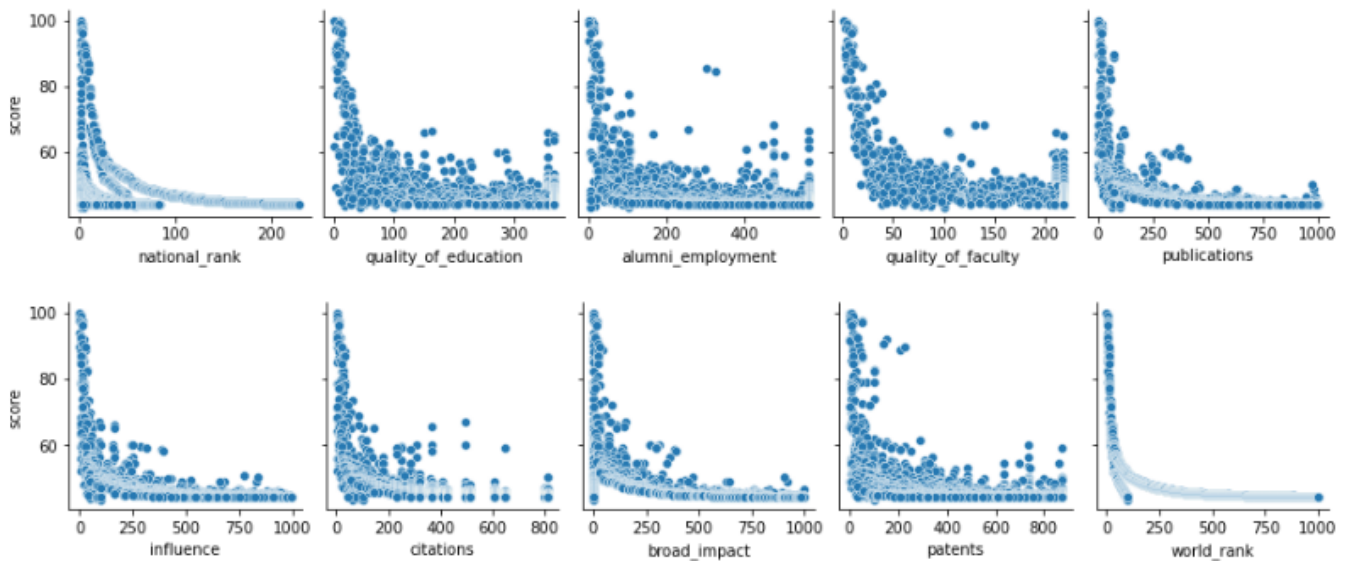 100
80
60
score
0 100 200
national_rank
0 100 200 300
quality_of_education
0 200 400
alumni_employment
0 50 100 150 200
quality_of_faculty
0 250 500 750 1000
publications
100
80
60
score
0 250 500 750 1000
influence
0 200 400 600 800
citations
0 250 500 750 1000
broad_impact
0 200 400 600 800
patents
0 250 500 750 1000
world_rank